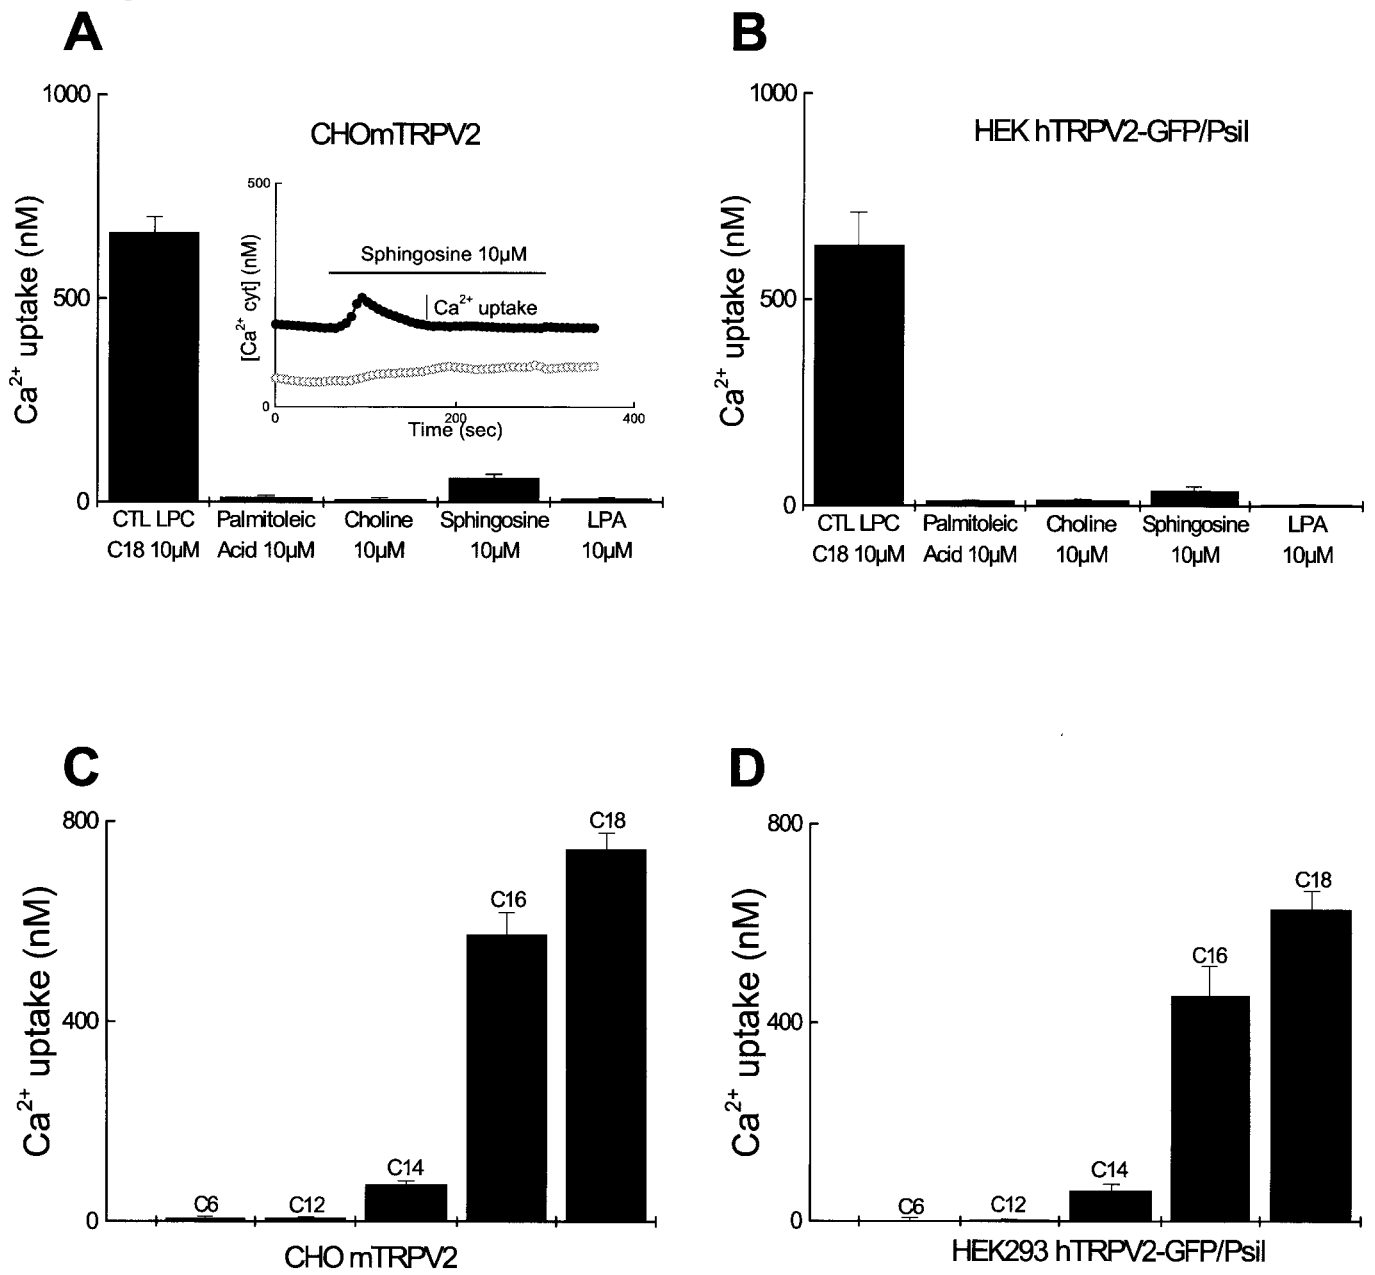 A
1000
CHOmTRPV2
500
Sphingosine 10µM
Ca²⁺ uptake
[Ca²⁺ cyt] (nM)
0
0
200
400
Time (sec)
Ca²⁺ uptake (nM)
500
0
CTL LPC
C18 10µM
Palmitoleic
Acid 10µM
Choline
10µM
Sphingosine
10µM
LPA
10µM
B
1000
HEK hTRPV2-GFP/PsiI
Ca²⁺ uptake (nM)
500
0
CTL LPC
C18 10µM
Palmitoleic
Acid 10µM
Choline
10µM
Sphingosine
10µM
LPA
10µM
C
800
Ca²⁺ uptake (nM)
400
0
C6
C12
C14
C16
C18
CHO mTRPV2
D
800
Ca²⁺ uptake (nM)
400
0
C6
C12
C14
C16
C18
HEK293 hTRPV2-GFP/PsiI